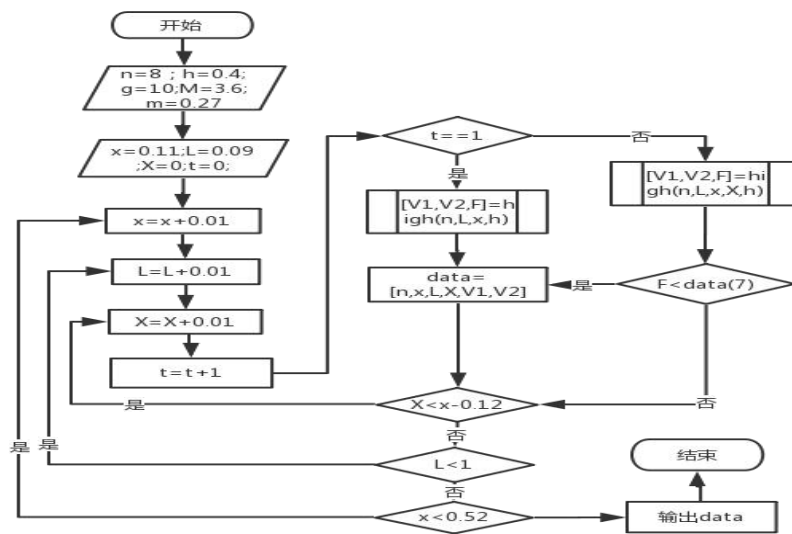 开始
n=8 ; h=0.4;
g=10;M=3.6;
m=0.27
x=0.11;L=0.09
;X=0;t=0;
x=x+0.01
L=L+0.01
X=X+0.01
t=t+1
t==1
是
否
[V1,V2,F]=h
igh(n,L,x,h)
[V1,V2,F]=hi
gh(n,L,x,X,h)
data=
[n,x,L,X,V1,V2]
是
F<data(7)
否
X<x-0.12
是
否
L<1
是
否
x<0.52
是
输出data
结束